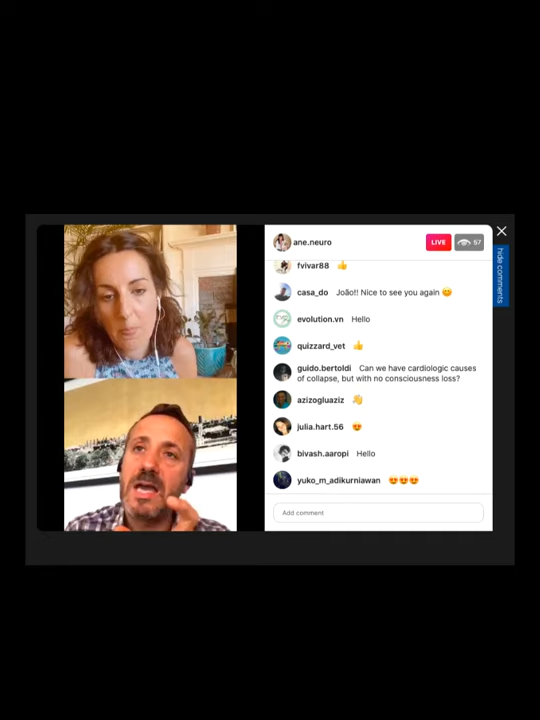 ane.neuro
LIVE
57
hide comments
fvivar88 👍
casa_do João!! Nice to see you again 😊
evolution.vn Hello
quizzard_vet 👍
guido.bertoldi Can we have cardiologic causes
of collapse, but with no consciousness loss?
azizogluaziz 👋
julia.hart.56 😍
bivash.aaropi Hello
yuko_m_adikurniawan 😍😍😍
Add comment